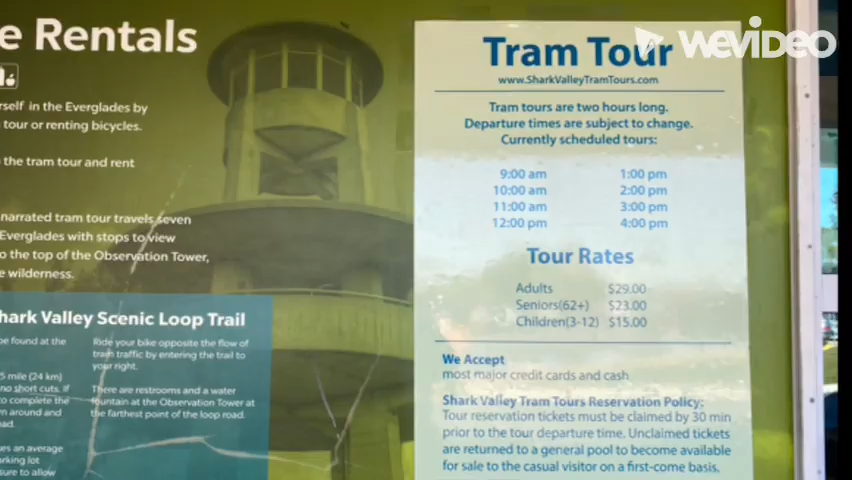 e Rentals
rself in the Everglades by
tour or renting bicycles.
the tram tour and rent
narrated tram tour travels seven
Everglades with stops to view
o the top of the Observation Tower,
e wilderness.
hark Valley Scenic Loop Trail
be found at the
5 mile (24 km)
no short cuts. If
to complete the
n around and
ad.
es an average
rking lot
sure to allow
Ride your bike opposite the flow of
tram traffic by entering the trail to
your right.
There are restrooms and a water
fountain at the Observation Tower at
the farthest point of the loop road.
WeVideo
Tram Tour
www.SharkValleyTramTours.com
Tram tours are two hours long.
Departure times are subject to change.
Currently scheduled tours:
9:00 am 1:00 pm
10:00 am 2:00 pm
11:00 am 3:00 pm
12:00 pm 4:00 pm
Tour Rates
Adults $29.00
Seniors(62+) $23.00
Children(3-12) $15.00
We Accept
most major credit cards and cash
Shark Valley Tram Tours Reservation Policy:
Tour reservation tickets must be claimed by 30 min
prior to the tour departure time. Unclaimed tickets
are returned to a general pool to become available
for sale to the casual visitor on a first-come basis.